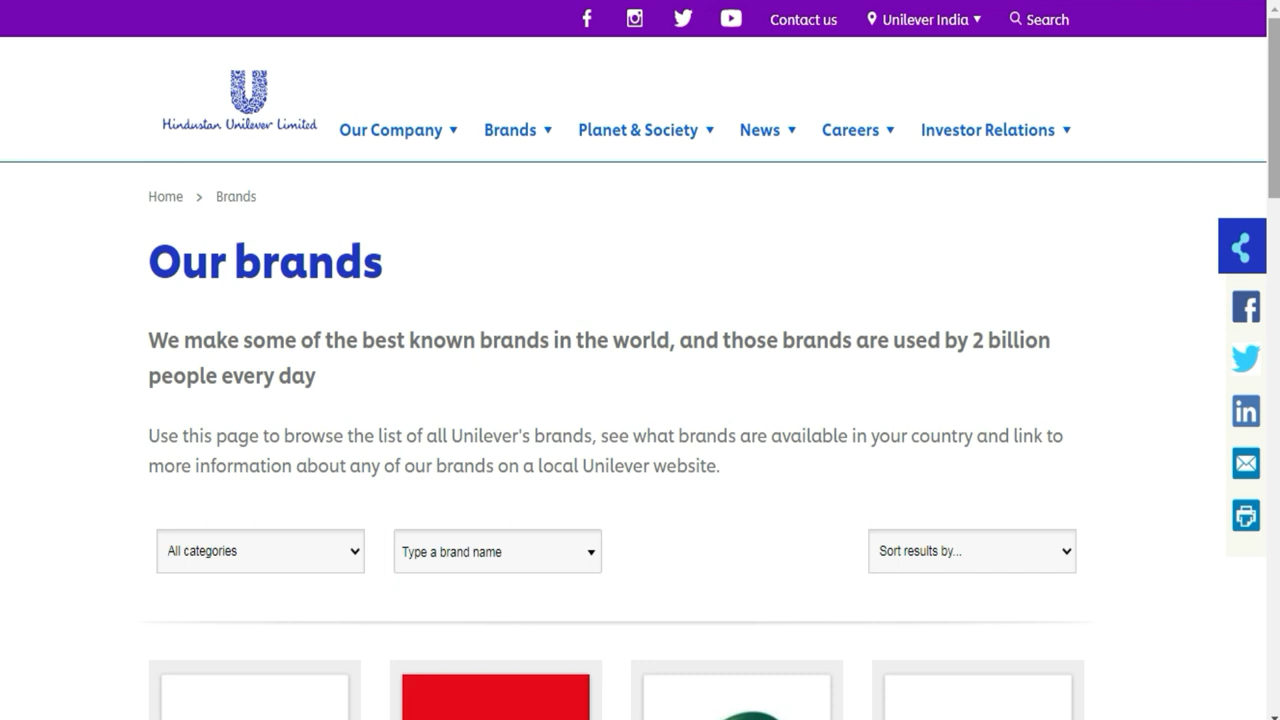 Contact us Unilever India Search
Hindustan Unilever Limited
Our Company Brands Planet & Society News Careers Investor Relations
Home > Brands
Our brands
We make some of the best known brands in the world, and those brands are used by 2 billion
people every day
Use this page to browse the list of all Unilever's brands, see what brands are available in your country and link to
more information about any of our brands on a local Unilever website.
All categories Type a brand name Sort results by...